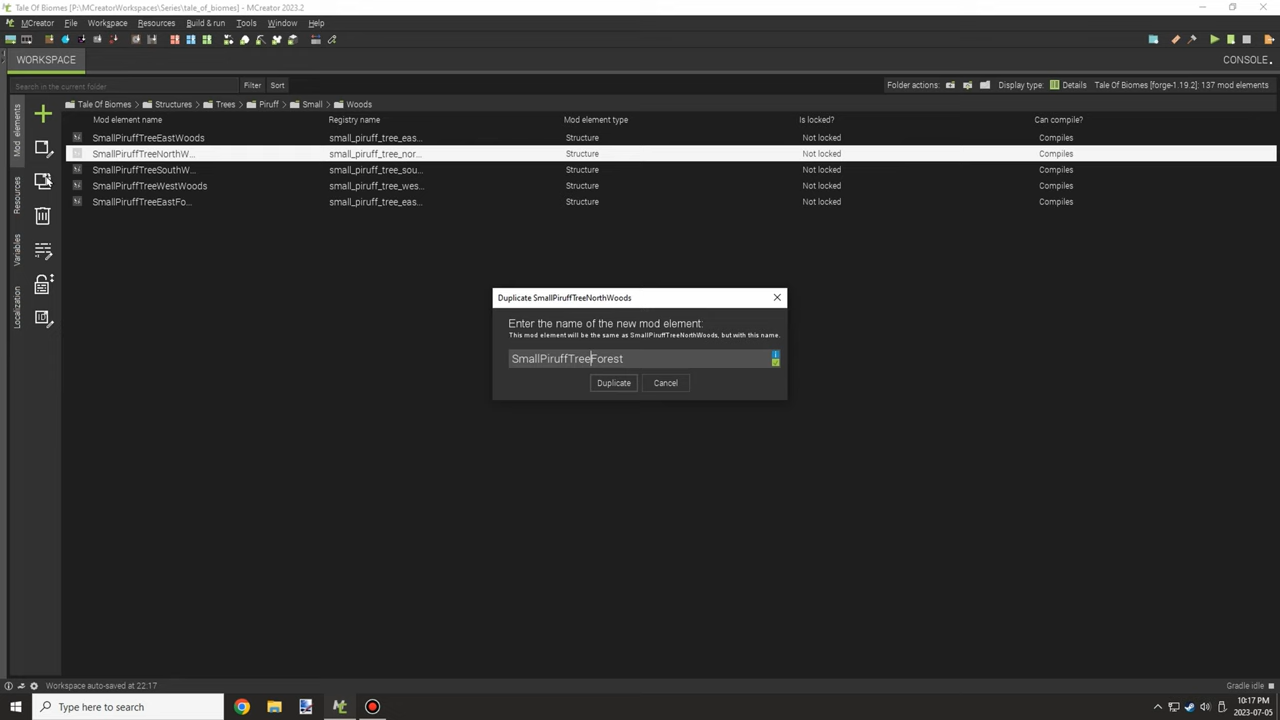 Tale Of Biomes [P:\MCreatorWorkspaces\Series\tale_of_biomes] - MCreator 2023.2
MCreator File Workspace Resources Build & run Tools Window Help
WORKSPACE CONSOLE
Search in the current folder Filter Sort Folder actions: Display type: Details Tale Of Biomes [forge-1.19.2]: 137 mod elements
Tale Of Biomes Structures Trees Piruff Small Woods
Mod element name Registry name Mod element type Is locked? Can compile?
SmallPiruffTreeEastWoods small_piruff_tree_eas... Structure Not locked Compiles
SmallPiruffTreeNorthW... small_piruff_tree_nor... Structure Not locked Compiles
SmallPiruffTreeSouthW... small_piruff_tree_sou... Structure Not locked Compiles
SmallPiruffTreeWestWoods small_piruff_tree_wes... Structure Not locked Compiles
SmallPiruffTreeEastFo... small_piruff_tree_eas... Structure Not locked Compiles
Mod elements
Resources
Variables
Localization
Duplicate SmallPiruffTreeNorthWoods
Enter the name of the new mod element:
This mod element will be the same as SmallPiruffTreeNorthWoods, but with this name.
SmallPiruffTreeForest
Duplicate Cancel
Workspace auto-saved at 22:17 Gradle idle
Type here to search
10:17 PM
2023-07-05